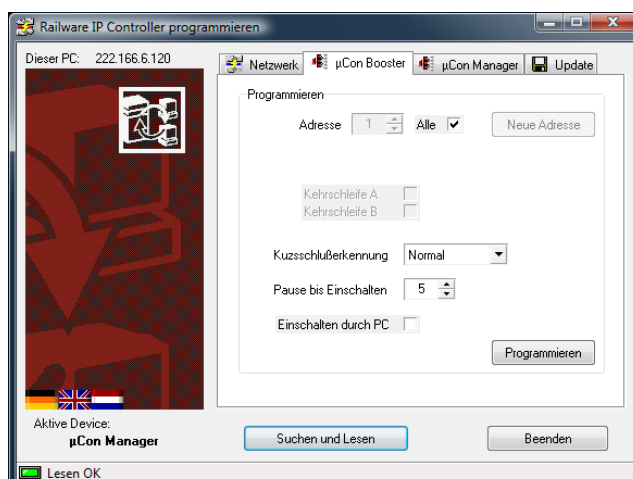 Railware IP Controller programmieren
Dieser PC: 222.166.6.120
Netzwerk
µCon Booster
µCon Manager
Update
Programmieren
Adresse 1 Alle Neue Adresse
Kehrschleife A
Kehrschleife B
Kuzsschlußerkennung Normal
Pause bis Einschalten 5
Einschalten durch PC
Programmieren
Aktive Device:
µCon Manager
Suchen und Lesen
Beenden
Lesen OK